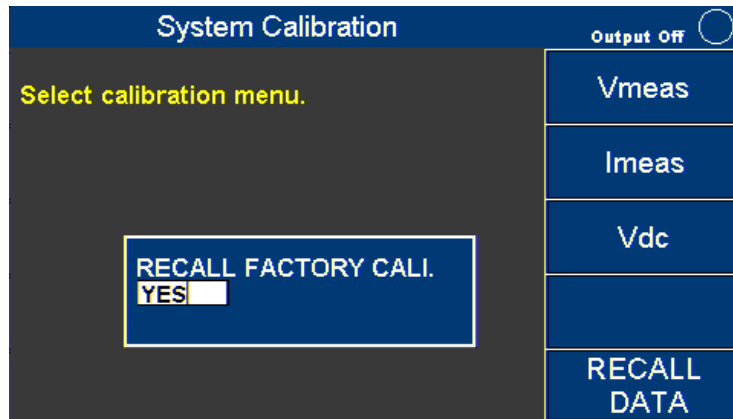 System Calibration
Output Off
Select calibration menu.
Vmeas
Imeas
Vdc
RECALL FACTORY CALI.
YES
RECALL
DATA